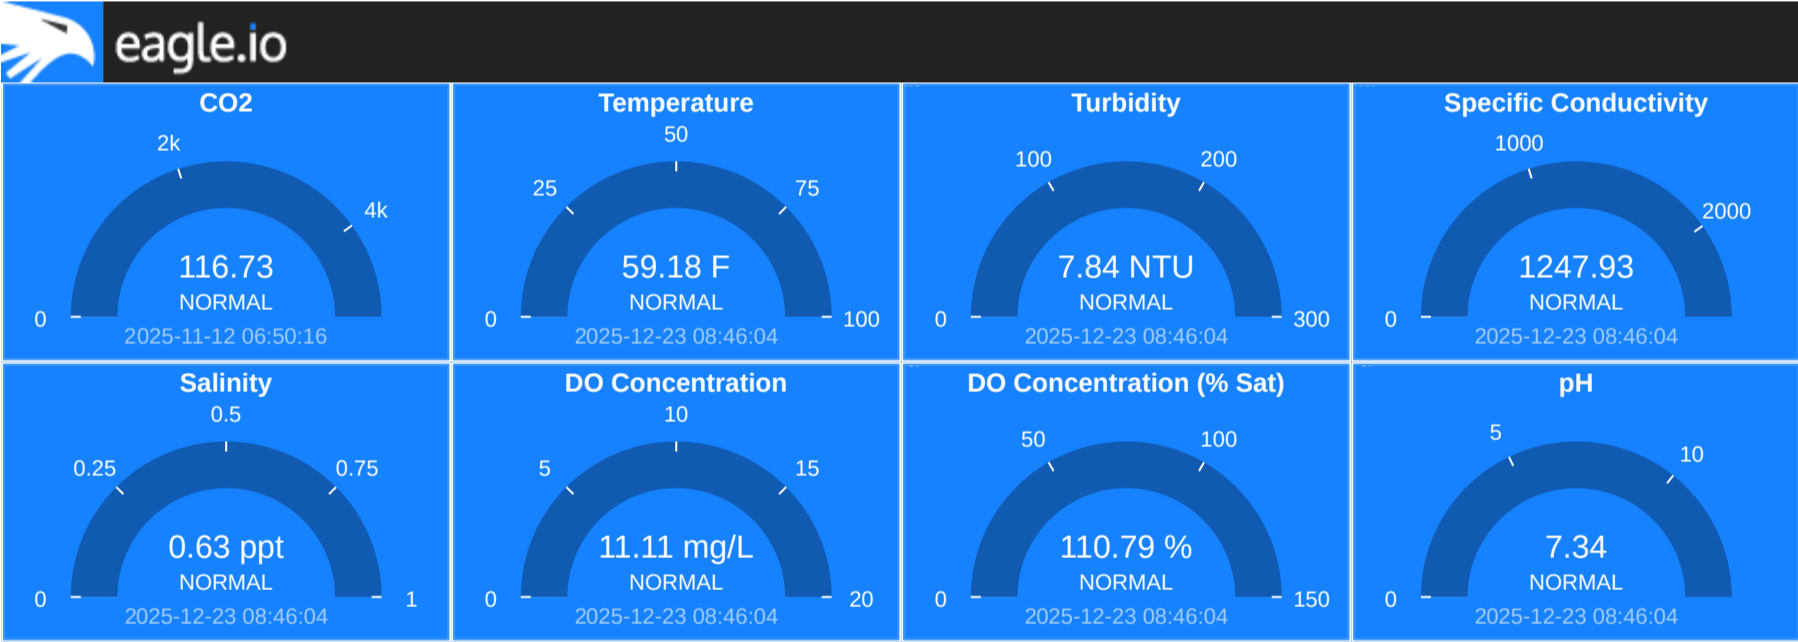 eagle.io
CO2
2k
4k
0
116.73
NORMAL
2025-11-12 06:50:16
Temperature
50
25
75
0
100
59.18 F
NORMAL
2025-12-23 08:46:04
Turbidity
100
200
0
300
7.84 NTU
NORMAL
2025-12-23 08:46:04
Specific Conductivity
1000
2000
0
1247.93
NORMAL
2025-12-23 08:46:04
Salinity
0.5
0.25
0.75
0
1
0.63 ppt
NORMAL
2025-12-23 08:46:04
DO Concentration
10
5
15
0
20
11.11 mg/L
NORMAL
2025-12-23 08:46:04
DO Concentration (% Sat)
50
100
0
150
110.79 %
NORMAL
2025-12-23 08:46:04
pH
5
10
0
7.34
NORMAL
2025-12-23 08:46:04